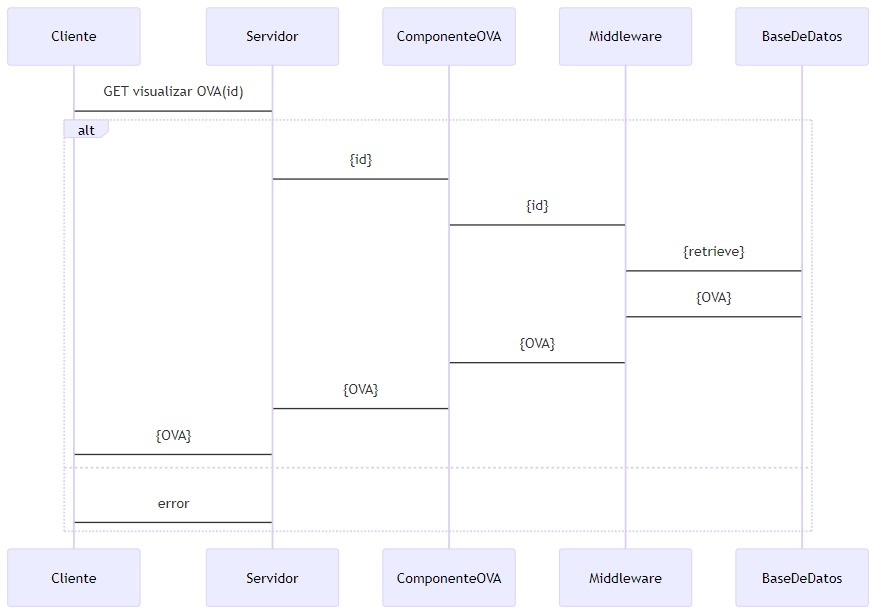 Cliente
Servidor
ComponenteOVA
Middleware
BaseDeDatos
GET visualizar OVA(id)
alt
{id}
{id}
{retrieve}
{OVA}
{OVA}
{OVA}
{OVA}
error
Cliente
Servidor
ComponenteOVA
Middleware
BaseDeDatos